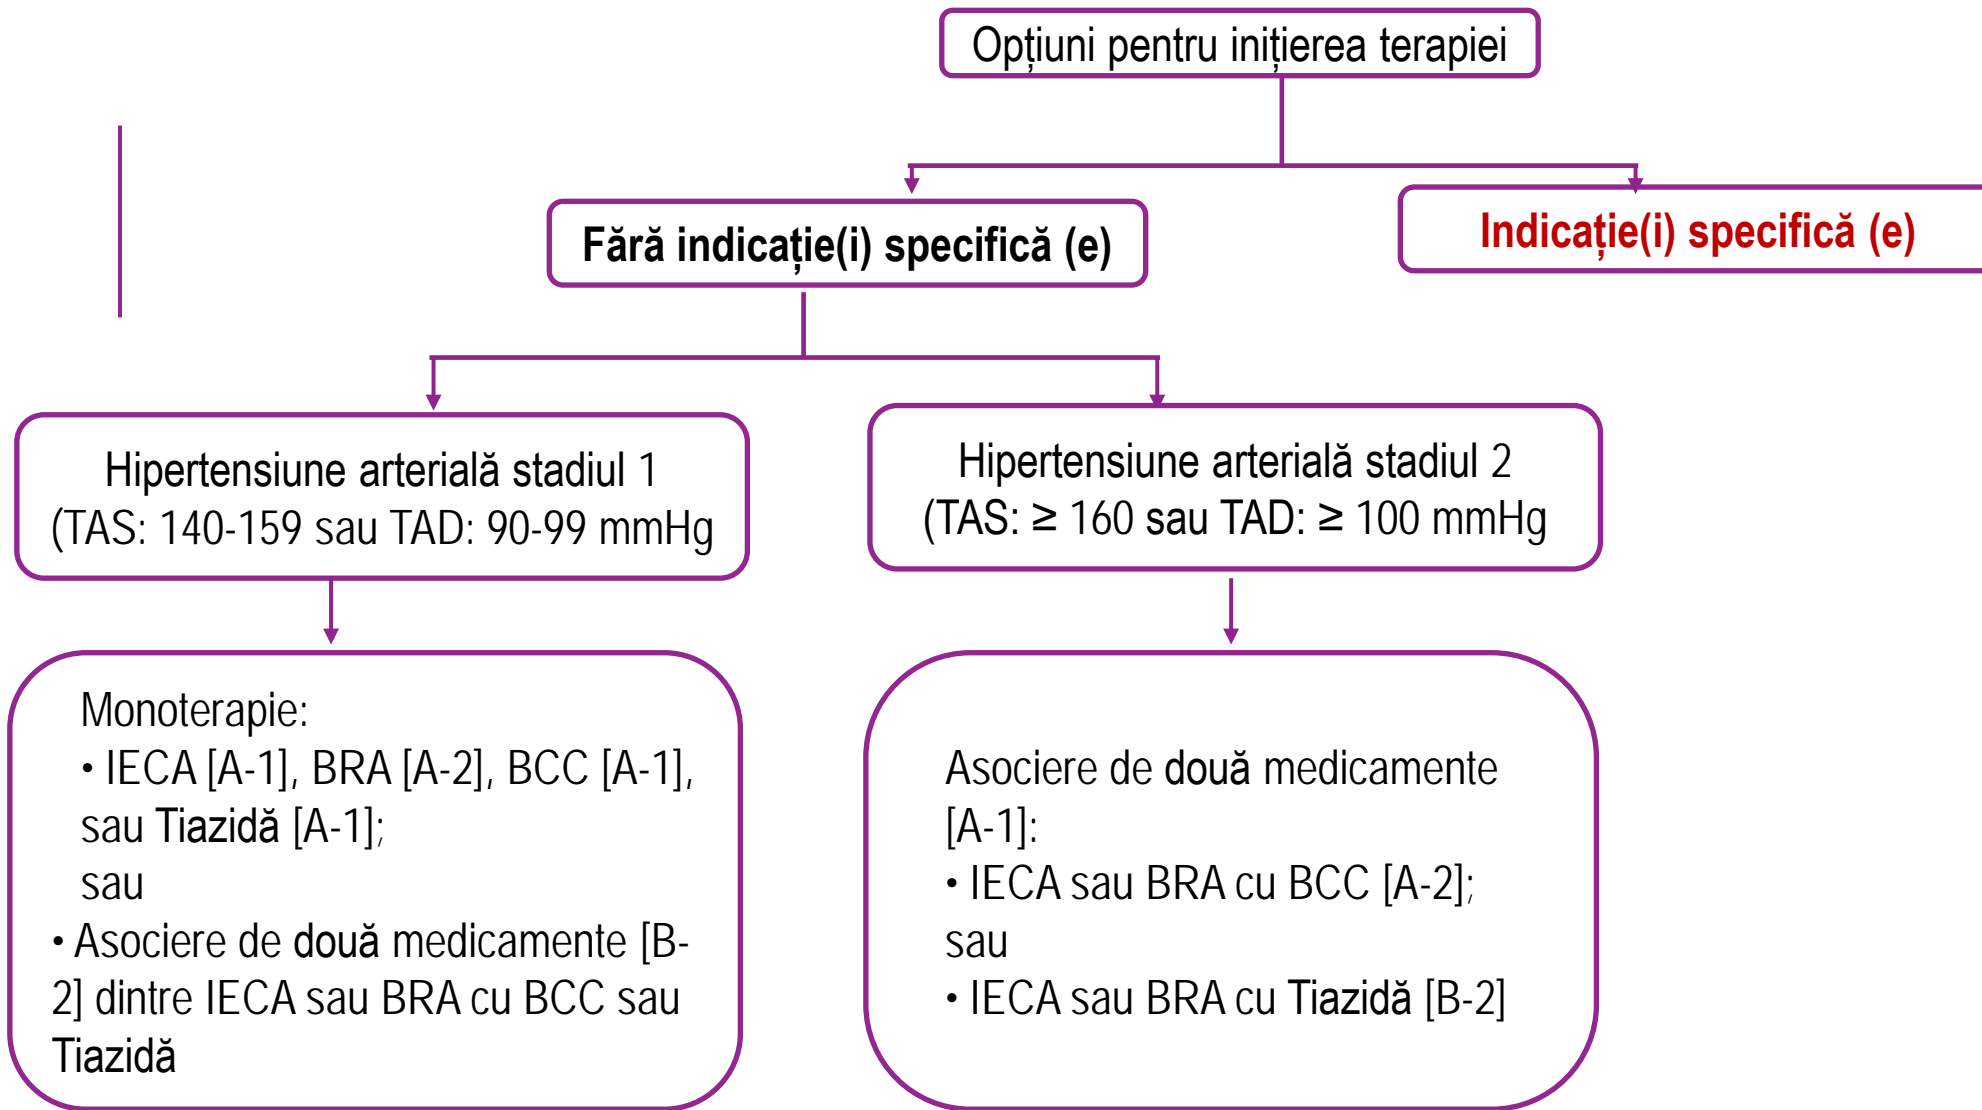 Opțiuni pentru inițierea terapiei
Fără indicație(i) specifică (e)
Indicație(i) specifică (e)
Hipertensiune arterială stadiul 1
(TAS: 140-159 sau TAD: 90-99 mmHg
Hipertensiune arterială stadiul 2
(TAS: ≥ 160 sau TAD: ≥ 100 mmHg
Monoterapie:
• IECA [A-1], BRA [A-2], BCC [A-1],
sau Tiazidă [A-1];
sau
• Asociere de două medicamente [B-
2] dintre IECA sau BRA cu BCC sau
Tiazidă
Asociere de două medicamente
[A-1]:
• IECA sau BRA cu BCC [A-2];
sau
• IECA sau BRA cu Tiazidă [B-2]